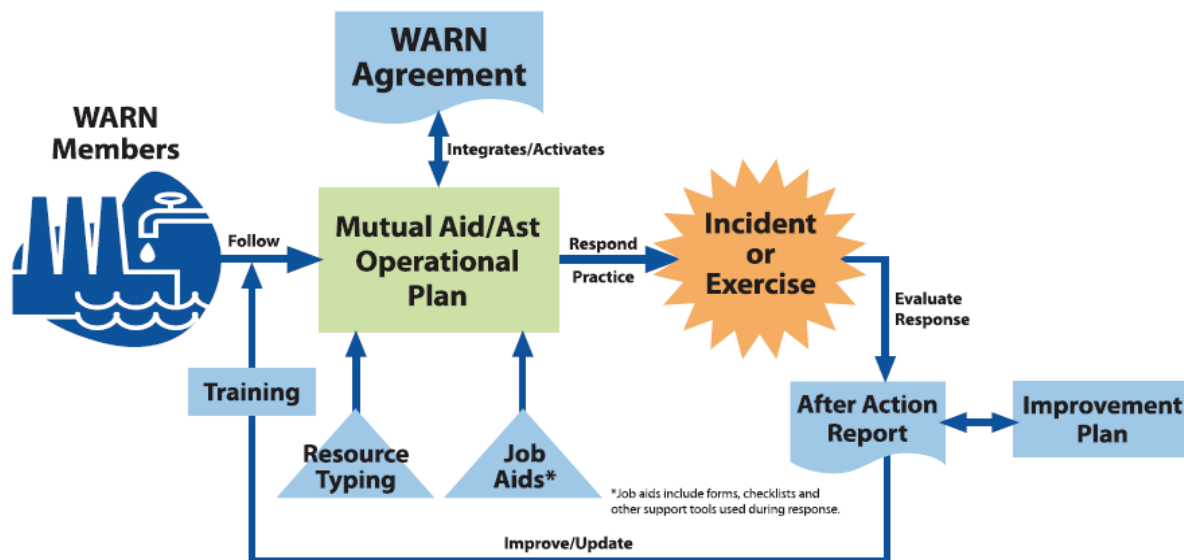 WARN
Agreement
WARN
Members
Integrates/Activates
Follow
Mutual Aid/Ast
Operational
Plan
Respond
Practice
Incident
or
Exercise
Evaluate
Response
Training
Resource
Typing
Job
Aids*
After Action
Report
Improvement
Plan
*Job aids include forms, checklists and
other support tools used during response.
Improve/Update